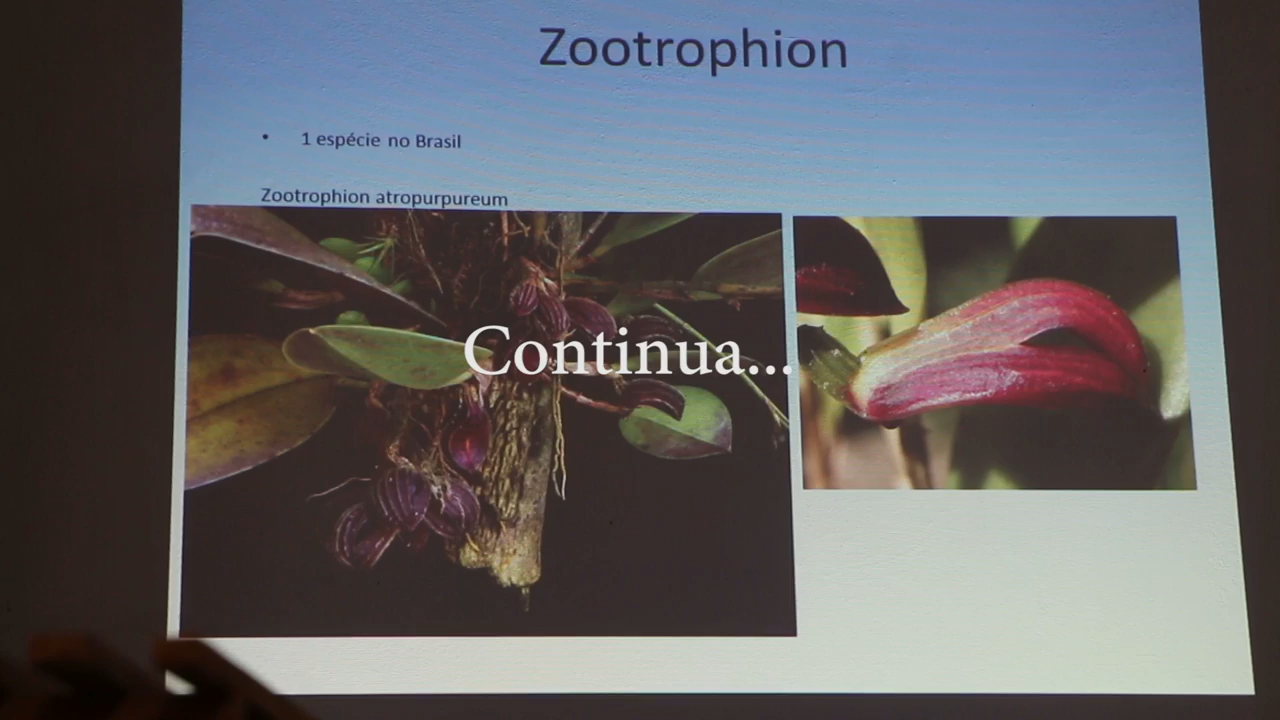 Zootrophion
• 1 espécie no Brasil
Zootrophion atropurpureum
Continua...